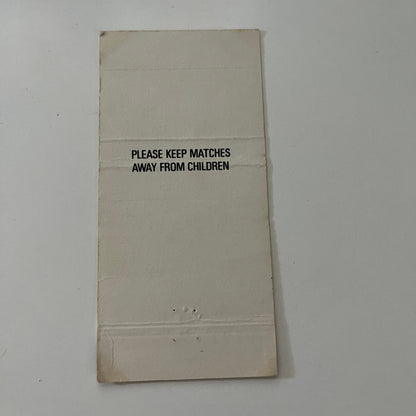 PLEASE KEEP MATCHES
AWAY FROM CHILDREN